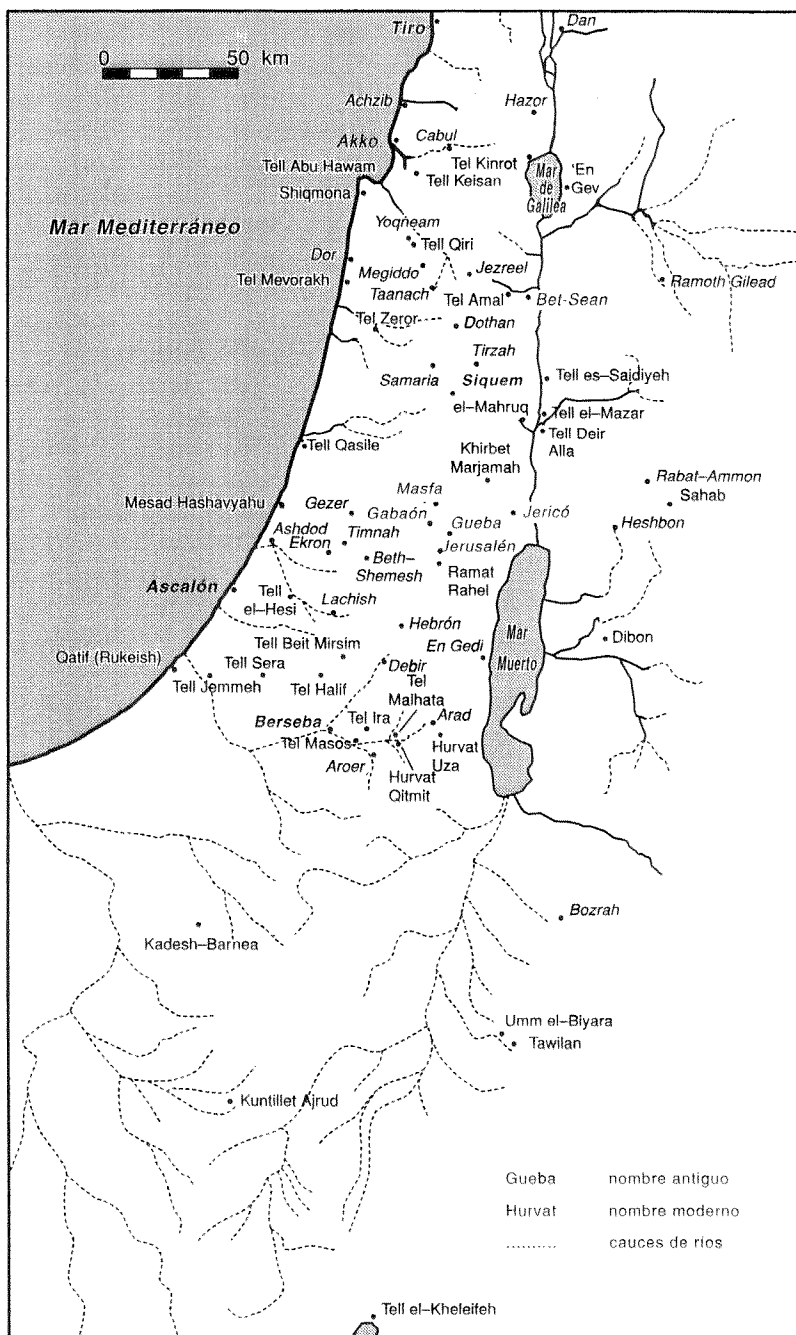 Tiro
Dan
0 50 km
Achzib
Hazor
Akko
Cabul
Tell Abu Hawam
Tel Kinrot
Tell Keisan
Mar
de
Galilea
'En
Gev
Shiqmona
Mar Mediterráneo
Yoqneam
Tell Qiri
Dor
Megiddo
Jezreel
Tel Mevorakh
Taanach
Tel Amal
Bet-Sean
Ramoth Gilead
Tel Zeror
Dothan
Tirzah
Samaria
Siquem
Tell es–Saidiyeh
el–Mahruq
Tell el–Mazar
Tell Deir
Alla
Tell Qasile
Khirbet
Marjamah
Rabat–Ammon
Sahab
Masfa
Mesad Hashavyahu
Gezer
Gabaón
Gueba
Jericó
Heshbon
Ashdod
Ekron
Timnah
Jerusalén
Beth–
Shemesh
Ramat
Rahel
Ascalón
Tell
el–Hesi
Lachish
Hebrón
En Gedi
Mar
Muerto
Dibon
Qatif (Rukeish)
Tell Beit Mirsim
Tell Sera
Debir
Tell Jemmeh
Tel Halif
Tel
Malhata
Berseba
Tel Ira
Arad
Tel Masos
Hurvat
Uza
Aroer
Hurvat
Qitmit
Bozrah
Kadesh–Barnea
Umm el–Biyara
Tawilan
Kuntillet Ajrud
Gueba nombre antiguo
Hurvat nombre moderno
cauces de ríos
Tell el–Kheleifeh